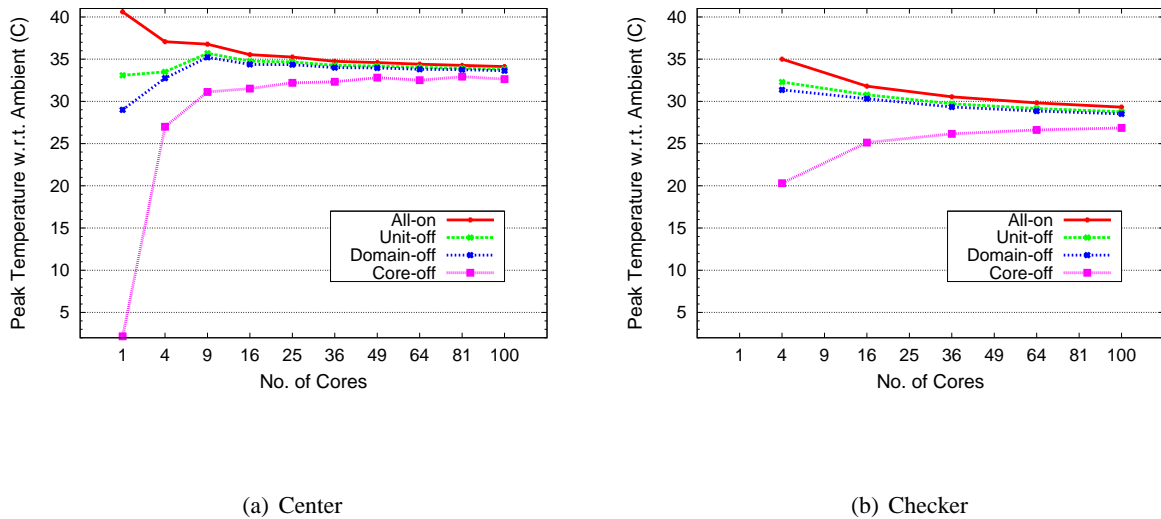 Peak Temperature w.r.t. Ambient (C)
40
35
30
25
20
15
10
5
All-on
Unit-off
Domain-off
Core-off
1 4 9 16 25 36 49 64 81 100
No. of Cores
(a) Center
Peak Temperature w.r.t. Ambient (C)
40
35
30
25
20
15
10
5
All-on
Unit-off
Domain-off
Core-off
1 4 9 16 25 36 49 64 81 100
No. of Cores
(b) Checker